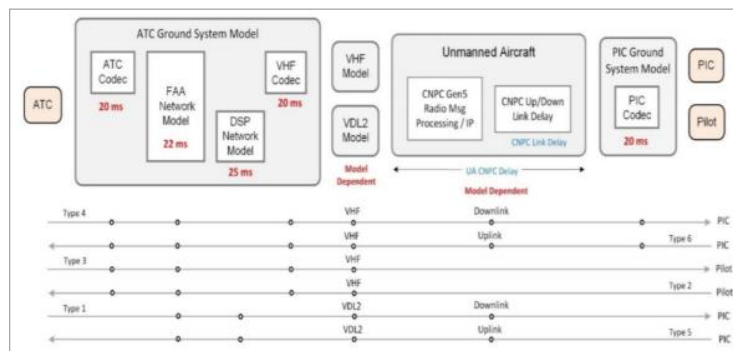 ATC Ground System Model
ATC
ATC
Codec
20 ms
FAA
Network
Model
22 ms
DSP
Network
Model
25 ms
VHF
Codec
20 ms
VHF
Model
VDL2
Model
Model
Dependent
Unmanned Aircraft
CNPC Gen5
Radio Msg
Processing / IP
CNPC Up/Down
Link Delay
CNPC Link Delay
UA CNPC Delay
Model Dependent
PIC Ground
System Model
PIC
Codec
20 ms
PIC
Pilot
Type 4 VHF Downlink PIC
VHF Uplink Type 6 PIC
Type 3 VHF Pilot
VHF Type 2 Pilot
Type 1 VDL2 Downlink PIC
VDL2 Uplink Type 5 PIC